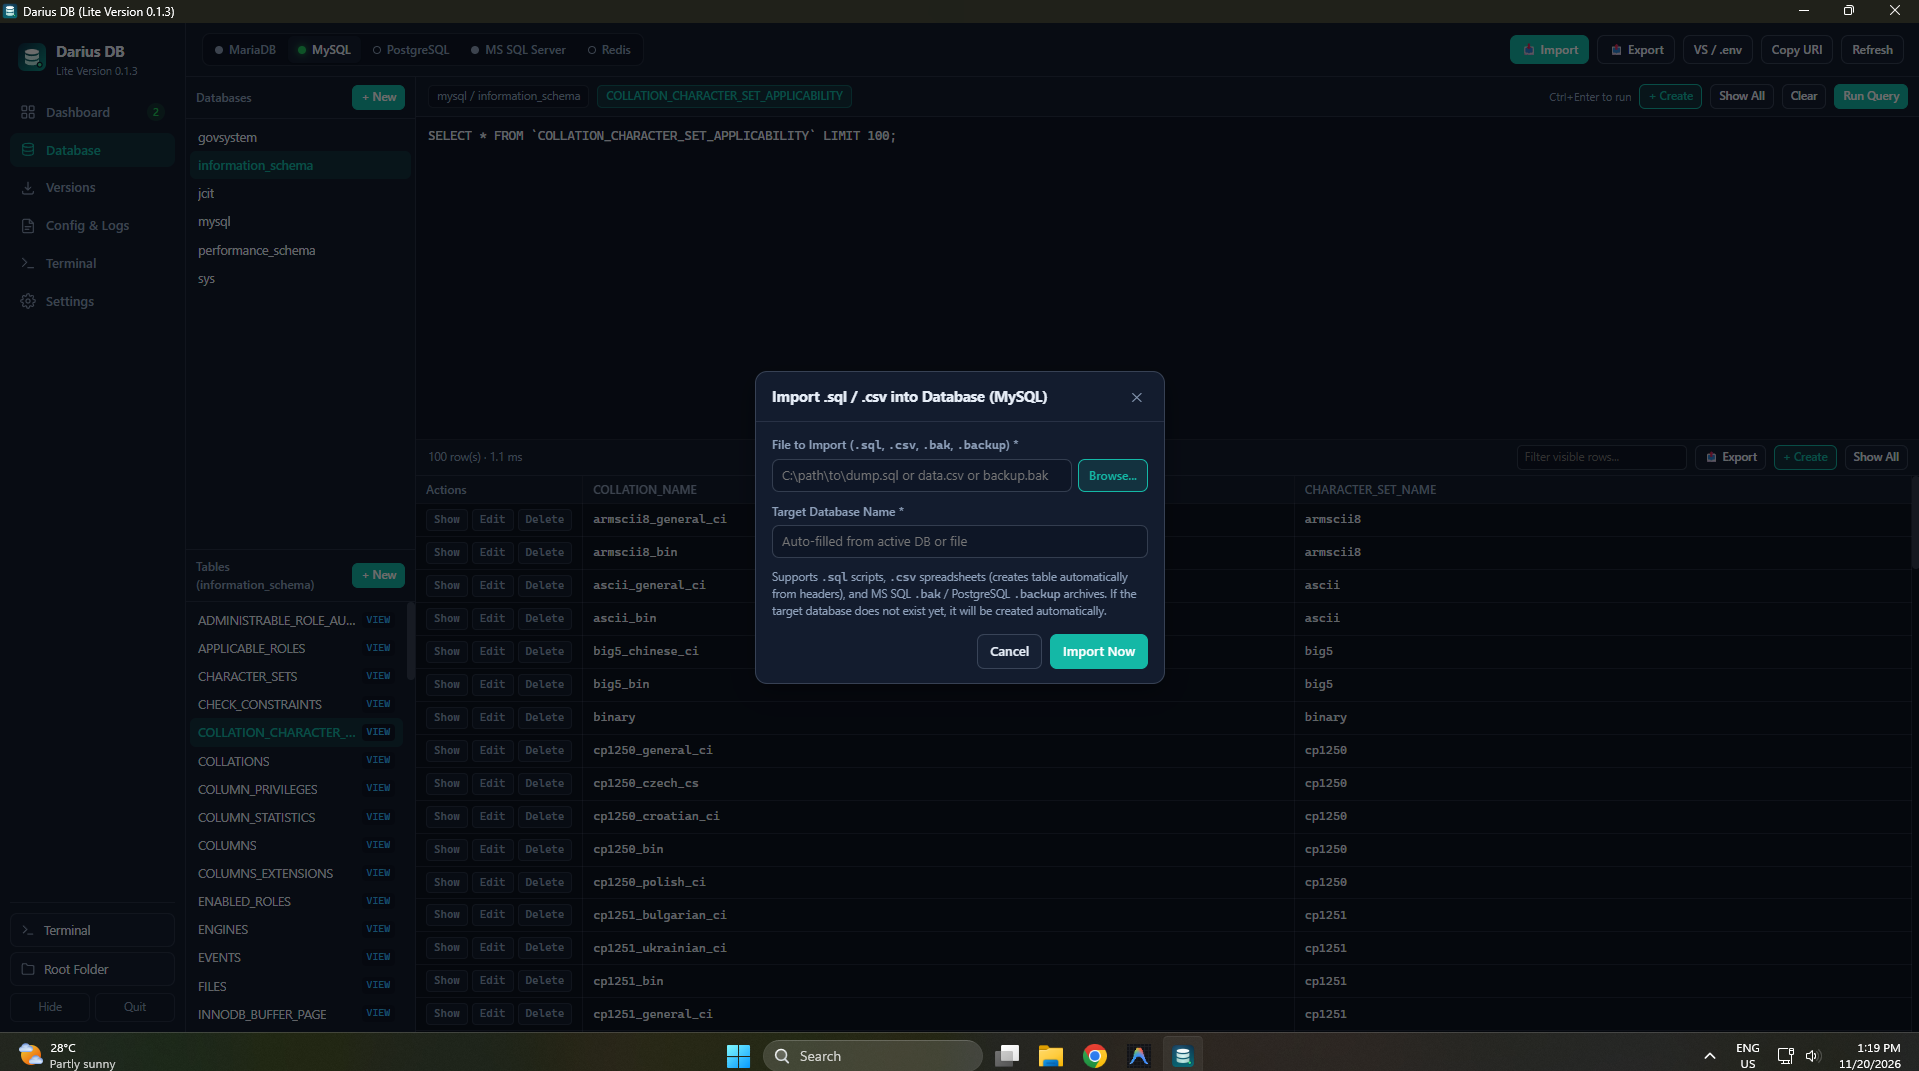 Darius DB (Lite Version 0.1.3)
Darius DB
Lite Version 0.1.3
Dashboard 2
Database
Versions
Config & Logs
Terminal
Settings
Terminal
Root Folder
Hide Quit
MariaDB MySQL PostgreSQL MS SQL Server Redis
Import Export VS / .env Copy URI Refresh
Databases + New
govsystem
information_schema
jcit
mysql
performance_schema
sys
Tables
(information_schema)
+ New
ADMINISTRABLE_ROLE_AU... VIEW
APPLICABLE_ROLES VIEW
CHARACTER_SETS VIEW
CHECK_CONSTRAINTS VIEW
COLLATION_CHARACTER_... VIEW
COLLATIONS VIEW
COLUMN_PRIVILEGES VIEW
COLUMN_STATISTICS VIEW
COLUMNS VIEW
COLUMNS_EXTENSIONS VIEW
ENABLED_ROLES VIEW
ENGINES VIEW
EVENTS VIEW
FILES VIEW
INNODB_BUFFER_PAGE VIEW
mysql / information_schema COLLATION_CHARACTER_SET_APPLICABILITY
Ctrl+Enter to run + Create Show All Clear Run Query
SELECT * FROM `COLLATION_CHARACTER_SET_APPLICABILITY` LIMIT 100;
100 row(s) · 1.1 ms
Filter visible rows... Export + Create Show All
Actions COLLATION_NAME CHARACTER_SET_NAME
Show Edit Delete armscii8_general_ci armscii8
Show Edit Delete armscii8_bin armscii8
Show Edit Delete ascii_general_ci ascii
Show Edit Delete ascii_bin ascii
Show Edit Delete big5_chinese_ci big5
Show Edit Delete big5_bin big5
Show Edit Delete binary binary
Show Edit Delete cp1250_general_ci cp1250
Show Edit Delete cp1250_czech_cs cp1250
Show Edit Delete cp1250_croatian_ci cp1250
Show Edit Delete cp1250_bin cp1250
Show Edit Delete cp1250_polish_ci cp1250
Show Edit Delete cp1251_bulgarian_ci cp1251
Show Edit Delete cp1251_ukrainian_ci cp1251
Show Edit Delete cp1251_bin cp1251
Show Edit Delete cp1251_general_ci cp1251
Import .sql / .csv into Database (MySQL)
File to Import (.sql, .csv, .bak, .backup) *
C:\path\to\dump.sql or data.csv or backup.bak Browse...
Target Database Name *
Auto-filled from active DB or file
Supports .sql scripts, .csv spreadsheets (creates table automatically
from headers), and MS SQL .bak / PostgreSQL .backup archives. If the
target database does not exist yet, it will be created automatically.
Cancel Import Now
28°C
Partly sunny
Search
ENG
US
1:19 PM
11/20/2026